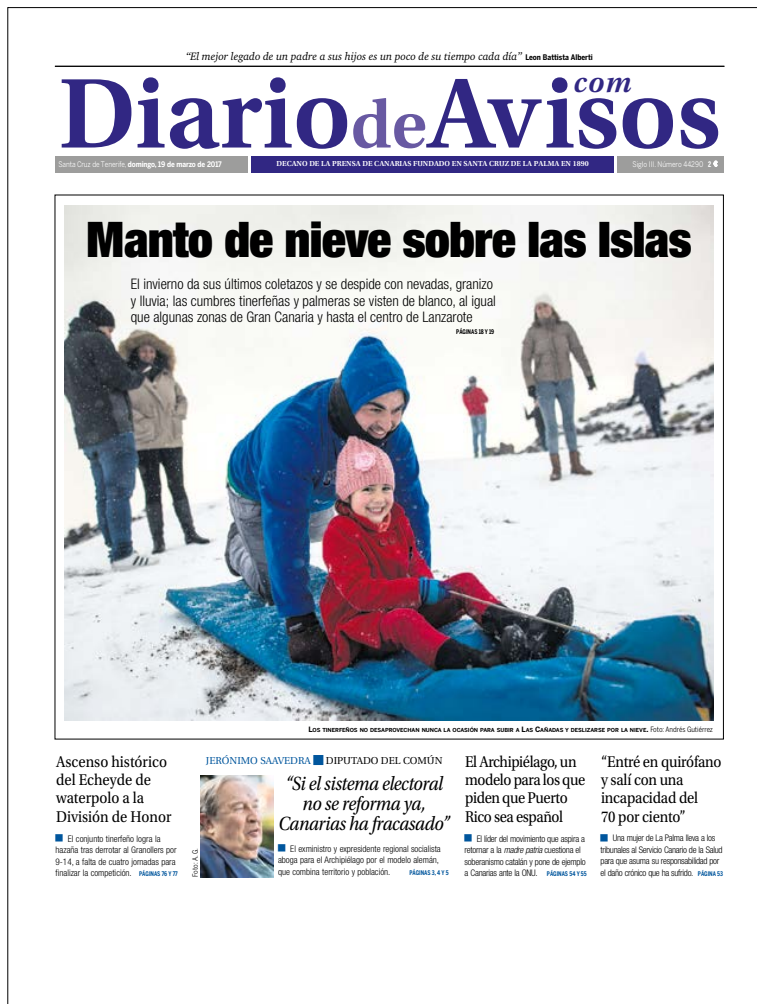 “El mejor legado de un padre a sus hijos es un poco de su tiempo cada día” Leon Battista Alberti
DiariodeAvisos
com
Santa Cruz de Tenerife, domingo, 19 de marzo de 2017
DECANO DE LA PRENSA DE CANARIAS FUNDADO EN SANTA CRUZ DE LA PALMA EN 1890
Siglo III. Número 44290 2 €
Manto de nieve sobre las Islas
El invierno da sus últimos coletazos y se despide con nevadas, granizo
y lluvia; las cumbres tinerfeñas y palmeras se visten de blanco, al igual
que algunas zonas de Gran Canaria y hasta el centro de Lanzarote
PÁGINAS 18 Y 19
LOS TINERFEÑOS NO DESAPROVECHAN NUNCA LA OCASIÓN PARA SUBIR A LAS CAÑADAS Y DESLIZARSE POR LA NIEVE. Foto: Andrés Gutiérrez
Ascenso histórico
del Echeyde de
waterpolo a la
División de Honor
El conjunto tinerfeño logra la
hazaña tras derrotar al Granollers por
9-14, a falta de cuatro jornadas para
finalizar la competición. PÁGINAS 76 Y 77
JERÓNIMO SAAVEDRA DIPUTADO DEL COMÚN
Foto: A. G.
“Si el sistema electoral
no se reforma ya,
Canarias ha fracasado”
El exministro y expresidente regional socialista
aboga para el Archipiélago por el modelo alemán,
que combina territorio y población. PÁGINAS 3, 4 Y 5
El Archipiélago, un
modelo para los que
piden que Puerto
Rico sea español
El líder del movimiento que aspira a
retornar a la madre patria cuestiona el
soberanismo catalán y pone de ejemplo
a Canarias ante la ONU. PÁGINAS 54 Y 55
“Entré en quirófano
y salí con una
incapacidad del
70 por ciento”
Una mujer de La Palma lleva a los
tribunales al Servicio Canario de la Salud
para que asuma su responsabilidad por
el daño crónico que ha sufrido. PÁGINA 53